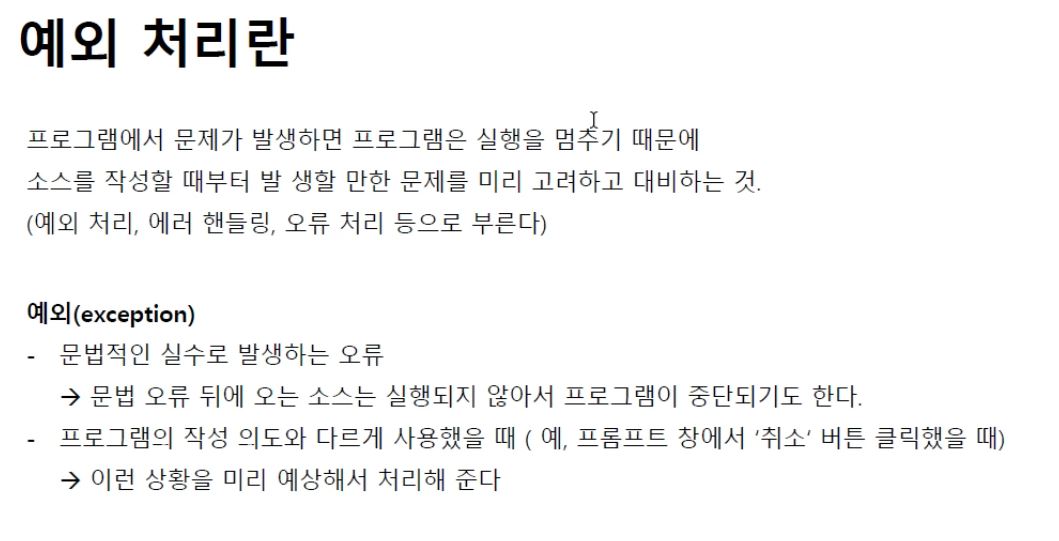 예외 처리란
프로그램에서 문제가 발생하면 프로그램은 실행을 멈추기 때문에
소스를 작성할 때부터 발 생할 만한 문제를 미리 고려하고 대비하는 것.
(예외 처리, 에러 핸들링, 오류 처리 등으로 부른다)
예외(exception)
- 문법적인 실수로 발생하는 오류
→ 문법 오류 뒤에 오는 소스는 실행되지 않아서 프로그램이 중단되기도 한다.
- 프로그램의 작성 의도와 다르게 사용했을 때 ( 예, 프롬프트 창에서 ‘취소’ 버튼 클릭했을 때)
→ 이런 상황을 미리 예상해서 처리해 준다